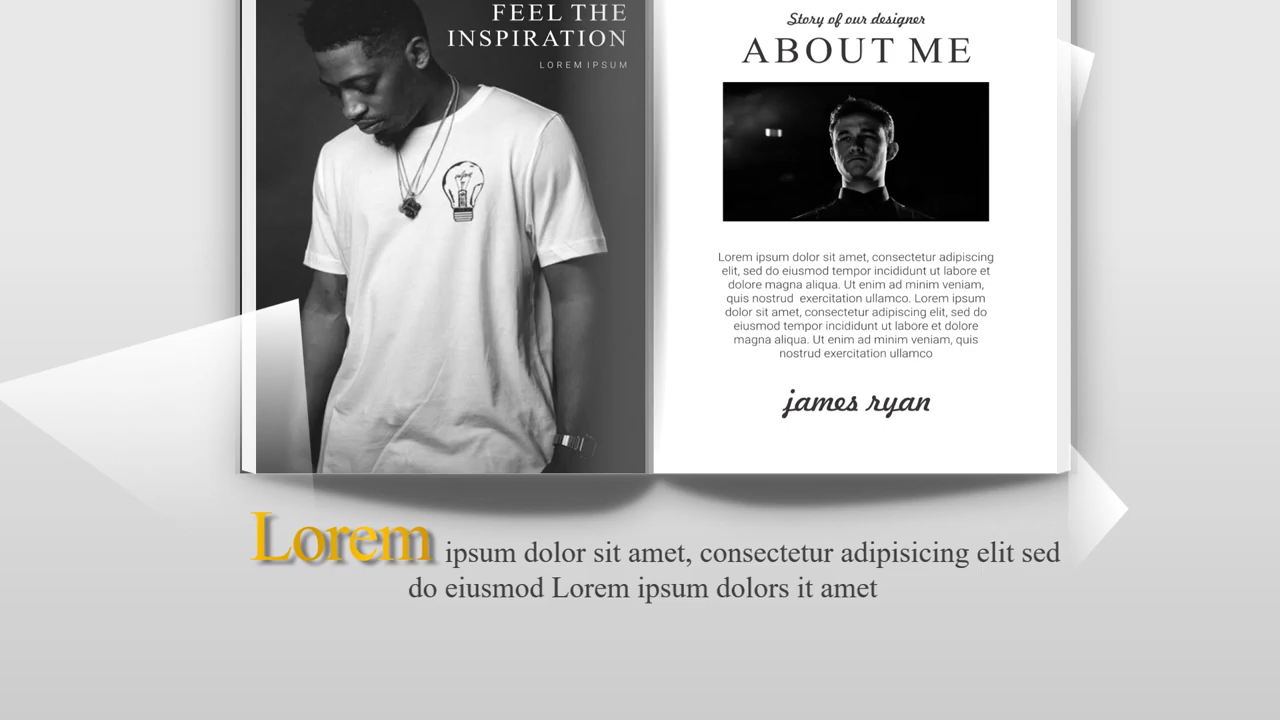 FEEL THE
INSPIRATION
LOREM IPSUM
Story of our designer
ABOUT ME
Lorem ipsum dolor sit amet, consectetur adipiscing
elit, sed do eiusmod tempor incididunt ut labore et
dolore magna aliqua. Ut enim ad minim veniam,
quis nostrud exercitation ullamco. Lorem ipsum
dolor sit amet, consectetur adipiscing elit, sed do
eiusmod tempor incididunt ut labore et dolore
magna aliqua. Ut enim ad minim veniam, quis
nostrud exercitation ullamco
james ryan
Lorem ipsum dolor sit amet, consectetur adipisicing elit sed
do eiusmod Lorem ipsum dolors it amet